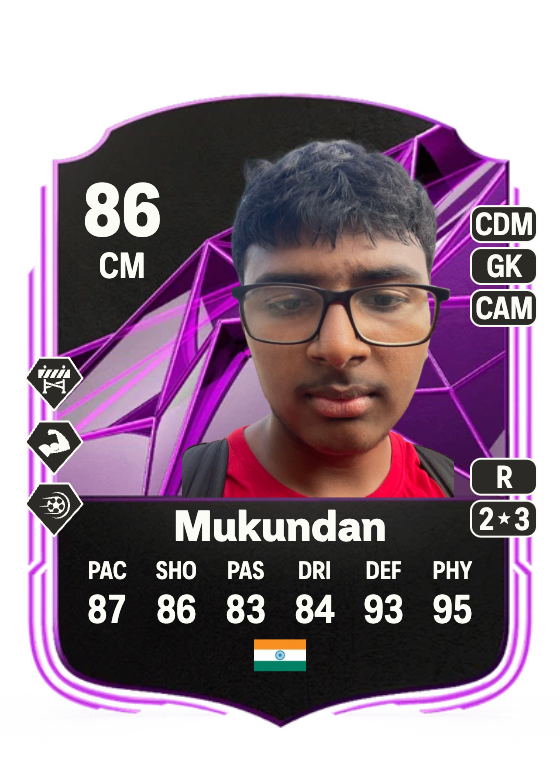 86
CM
CDM
GK
CAM
R
2★3
Mukundan
PAC SHO PAS DRI DEF PHY
87 86 83 84 93 95